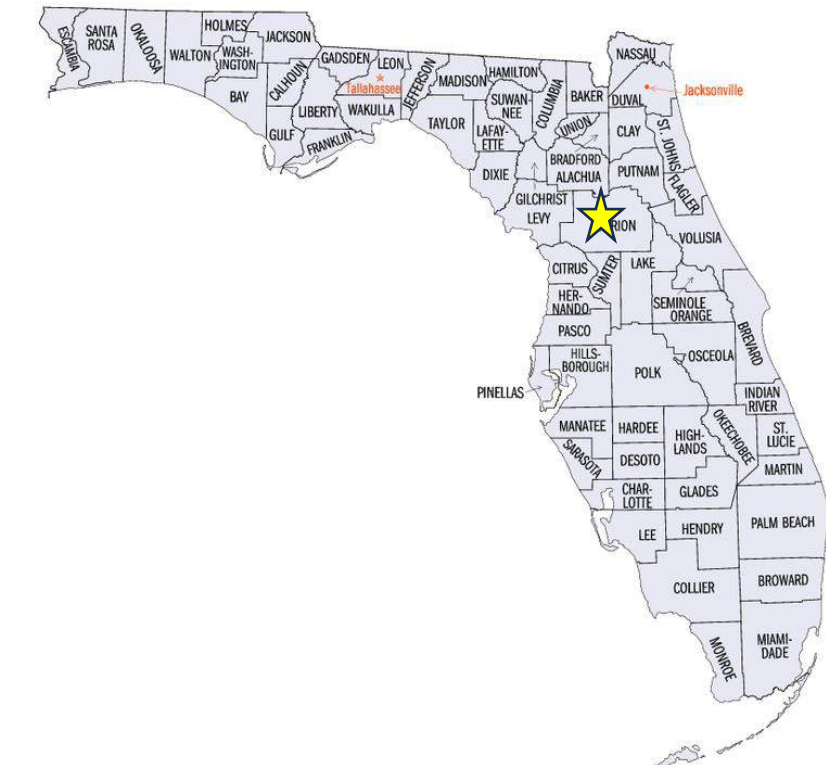 ESCAMBIA
SANTA
ROSA
OKALOOSA
HOLMES
WALTON
WASH-
INGTON
JACKSON
BAY
CALHOUN
GULF
LIBERTY
GADSDEN
LEON
Tallahassee
WAKULLA
FRANKLIN
JEFFERSON
MADISON
HAMILTON
TAYLOR
SUWAN-
NEE
LAFAY-
ETTE
COLUMBIA
BAKER
NASSAU
DUVAL
Jacksonville
UNION
CLAY
ST. JOHNS
BRADFORD
ALACHUA
PUTNAM
FLAGLER
DIXIE
GILCHRIST
LEVY
RION
VOLUSIA
CITRUS
SUMTER
LAKE
HER-
NANDO
SEMINOLE
ORANGE
PASCO
BREVARD
HILLS-
BOROUGH
POLK
OSCEOLA
PINELLAS
INDIAN
RIVER
MANATEE
HARDEE
HIGH-
LANDS
OKEECHOBEE
ST.
LUCIE
SARASOTA
DESOTO
MARTIN
CHAR-
LOTTE
GLADES
LEE
HENDRY
PALM BEACH
COLLIER
BROWARD
MONROE
MIAMI-
DADE